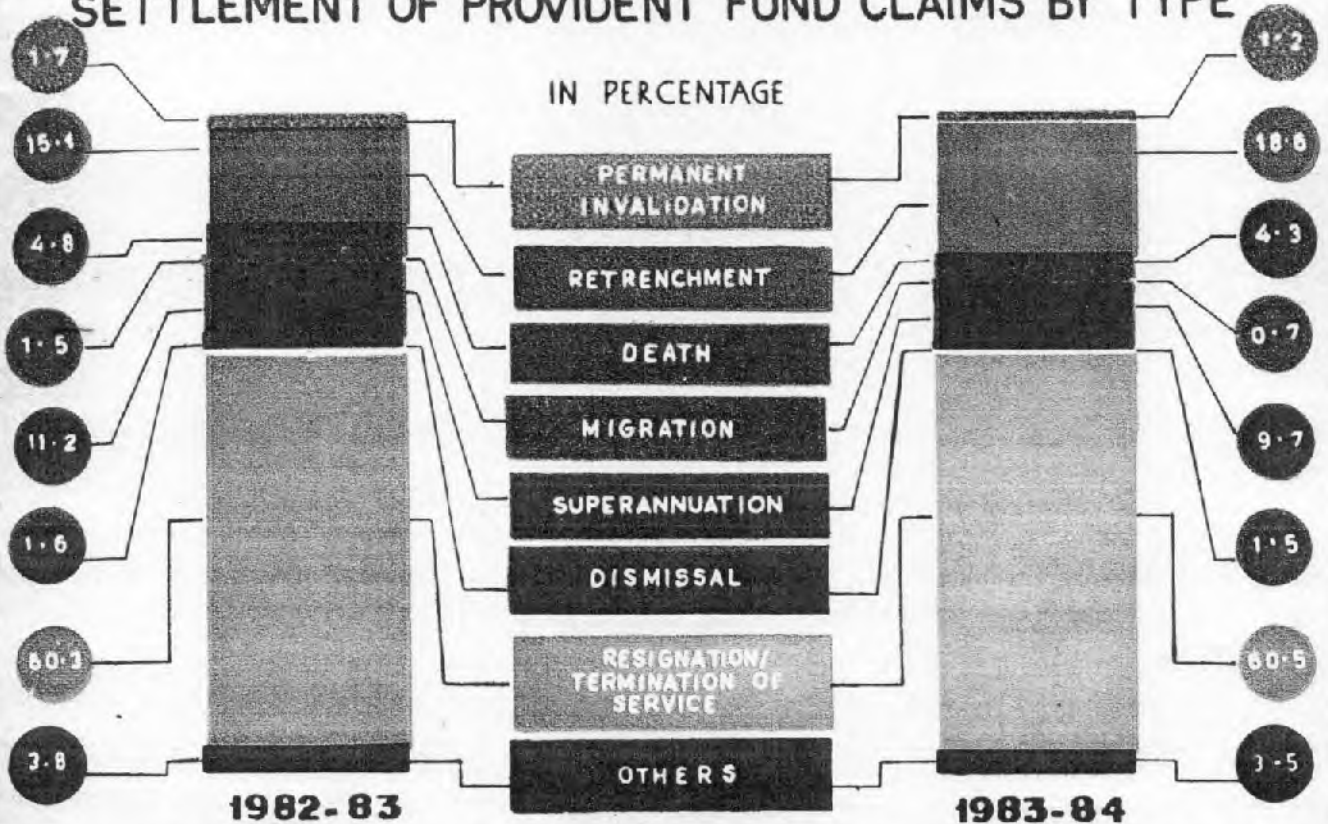 SETTLEMENT OF PROVIDENT FUND CLAIMS BY TYPE
IN PERCENTAGE
1·7
15·1
4·8
1·5
11·2
1·6
60·3
3·8
PERMANENT
INVALIDATION
RETRENCHMENT
DEATH
MIGRATION
SUPERANNUATION
DISMISSAL
RESIGNATION/
TERMINATION OF
SERVICE
OTHERS
1·2
18·6
4·3
0·7
9·7
1·5
60·5
3·5
1982-83
1983-84